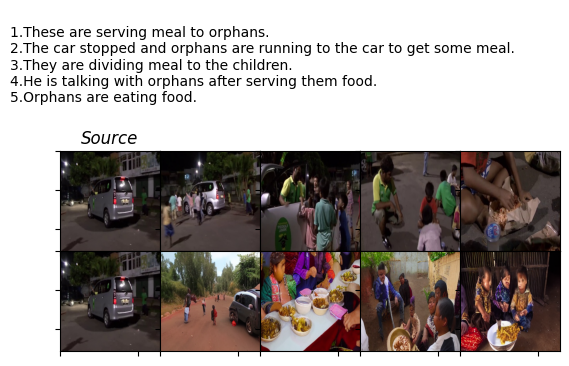 1.These are serving meal to orphans.
2.The car stopped and orphans are running to the car to get some meal.
3.They are dividing meal to the children.
4.He is talking with orphans after serving them food.
5.Orphans are eating food.
Source